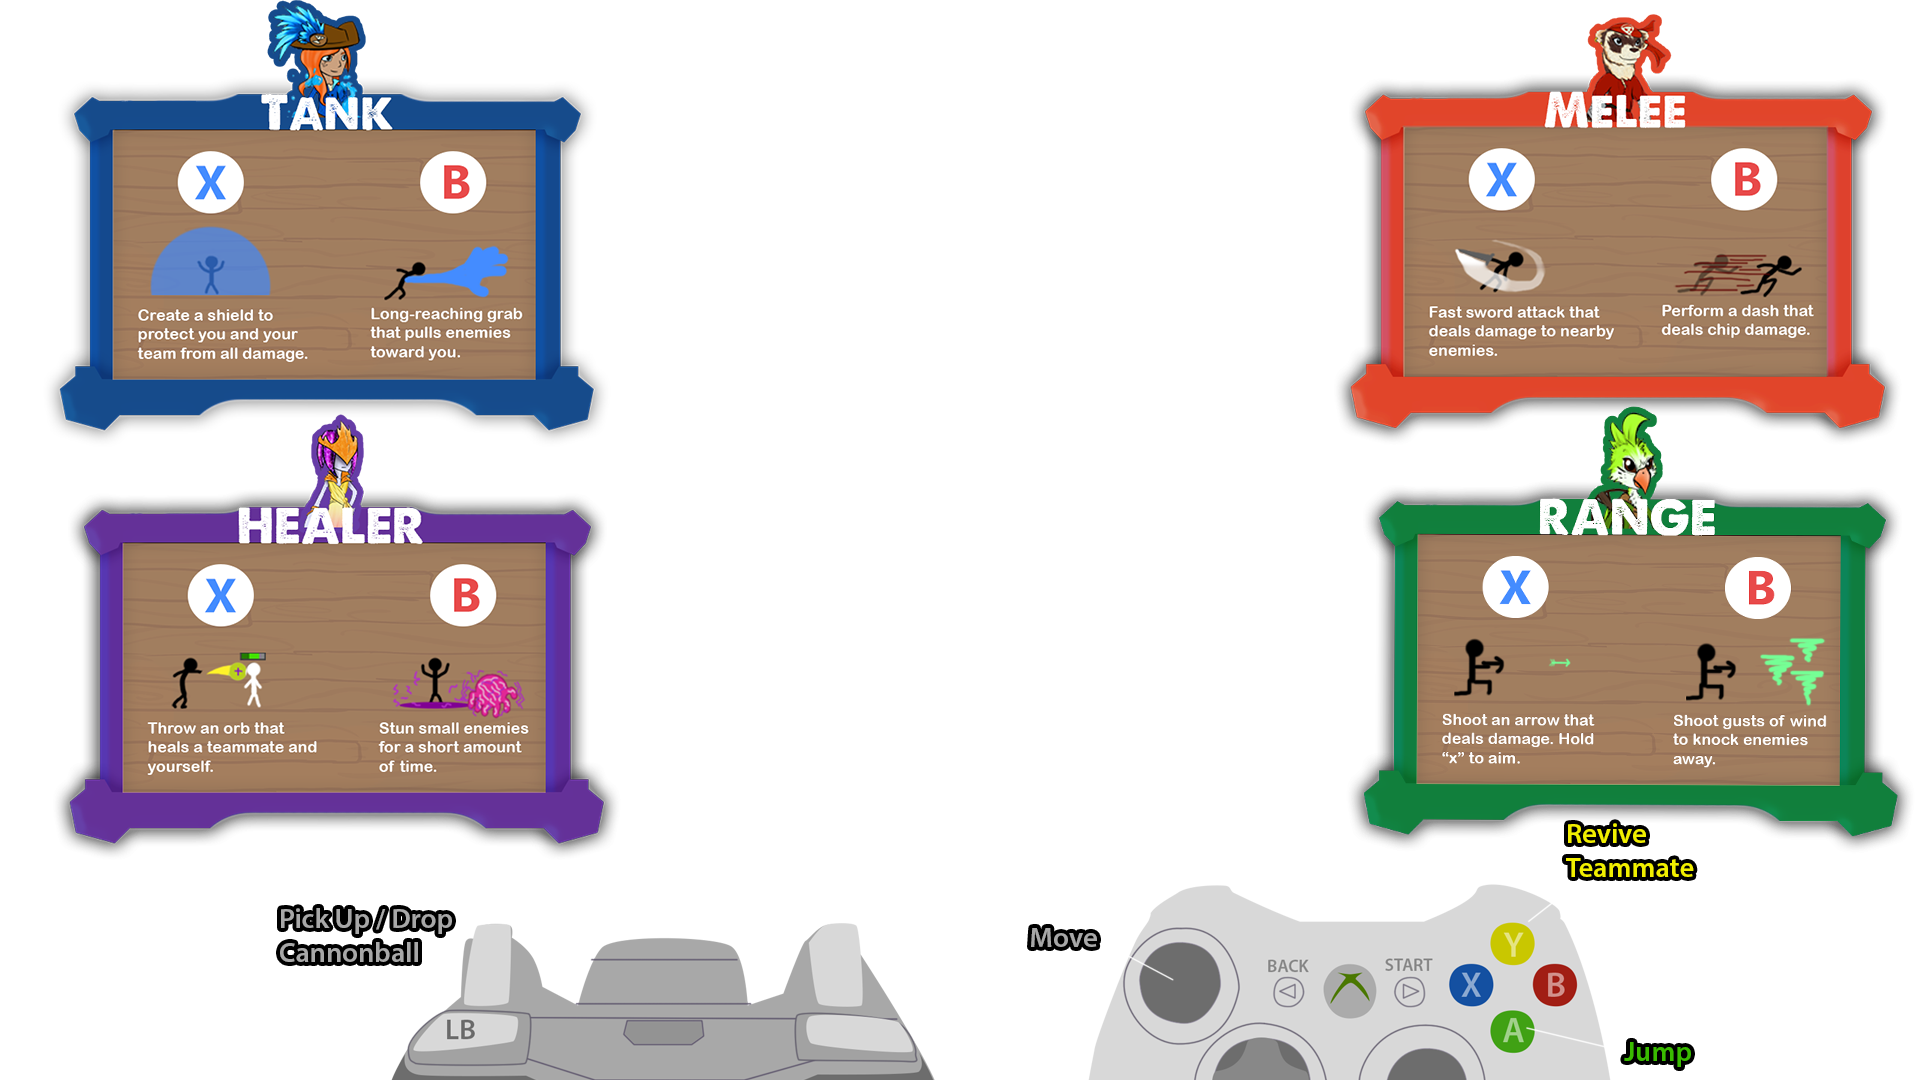 TANK
X
B
Create a shield to
protect you and your
team from all damage.
Long-reaching grab
that pulls enemies
toward you.
MELEE
X
B
Fast sword attack that
deals damage to nearby
enemies.
Perform a dash that
deals chip damage.
HEALER
X
B
Throw an orb that
heals a teammate and
yourself.
Stun small enemies
for a short amount
of time.
RANGE
X
B
Shoot an arrow that
deals damage. Hold
“x” to aim.
Shoot gusts of wind
to knock enemies
away.
Pick Up / Drop
Cannonball
LB
Revive
Teammate
Move
BACK
START
Y
X
B
A
Jump